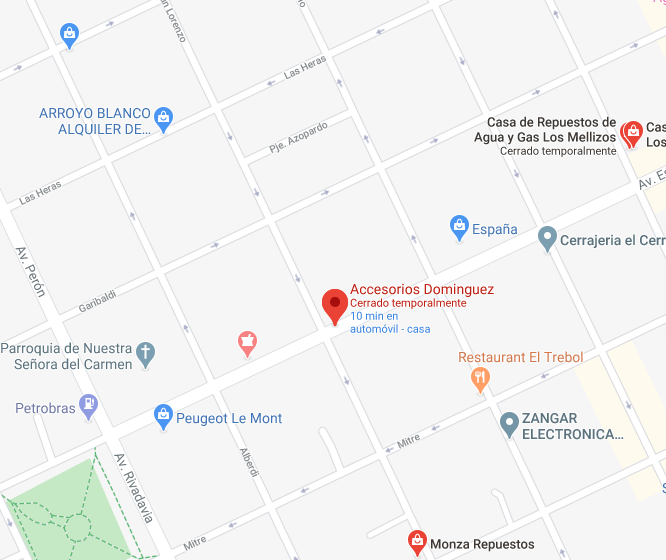 an Lorenzo
Las Heras
ARROYO BLANCO
ALQUILER DE...
Pje. Azopardo
Casa de Repuestos de
Agua y Gas Los Mellizos
Cerrado temporalmente
Cas
Los
Las Heras
Av. Es
España
Cerrajeria el Cerr
Av. Perón
Garibaldi
Accesorios Dominguez
Cerrado temporalmente
10 min en
automóvil - casa
Parroquia de Nuestra
Señora del Carmen
Restaurant El Trebol
Petrobras
Peugeot Le Mont
ZANGAR
ELECTRONICA...
Mitre
Alberdi
Av. Rivadavia
Mitre
Monza Repuestos